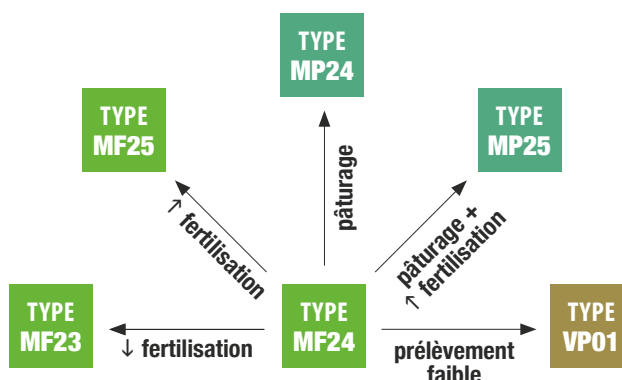 TYPE
MP24
TYPE
MF25
TYPE
MP25
↑ fertilisation
pâturage
pâturage +
↑ fertilisation
TYPE
MF23
↓ fertilisation
TYPE
MF24
prélèvement
faible
TYPE
VP01